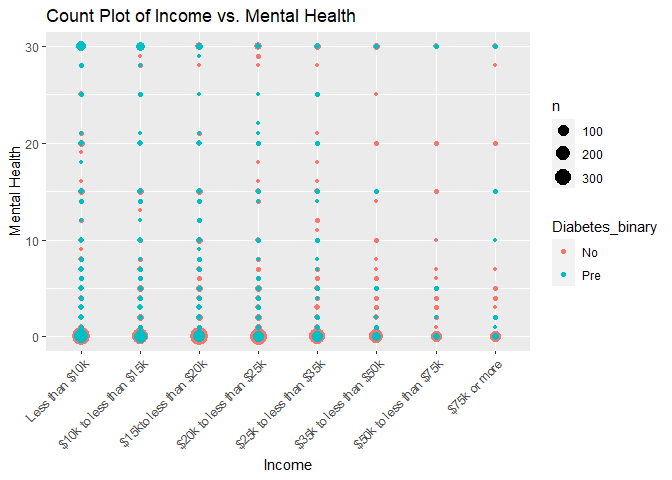 Count Plot of Income vs. Mental Health
30
20
10
0
Mental Health
Less than $10k
$10k to less than $15k
$15kto less than $20k
$20k to less than $25k
$25k to less than $35k
$35k to less than $50k
$50k to less than $75k
$75k or more
Income
n
100
200
300
Diabetes_binary
No
Pre